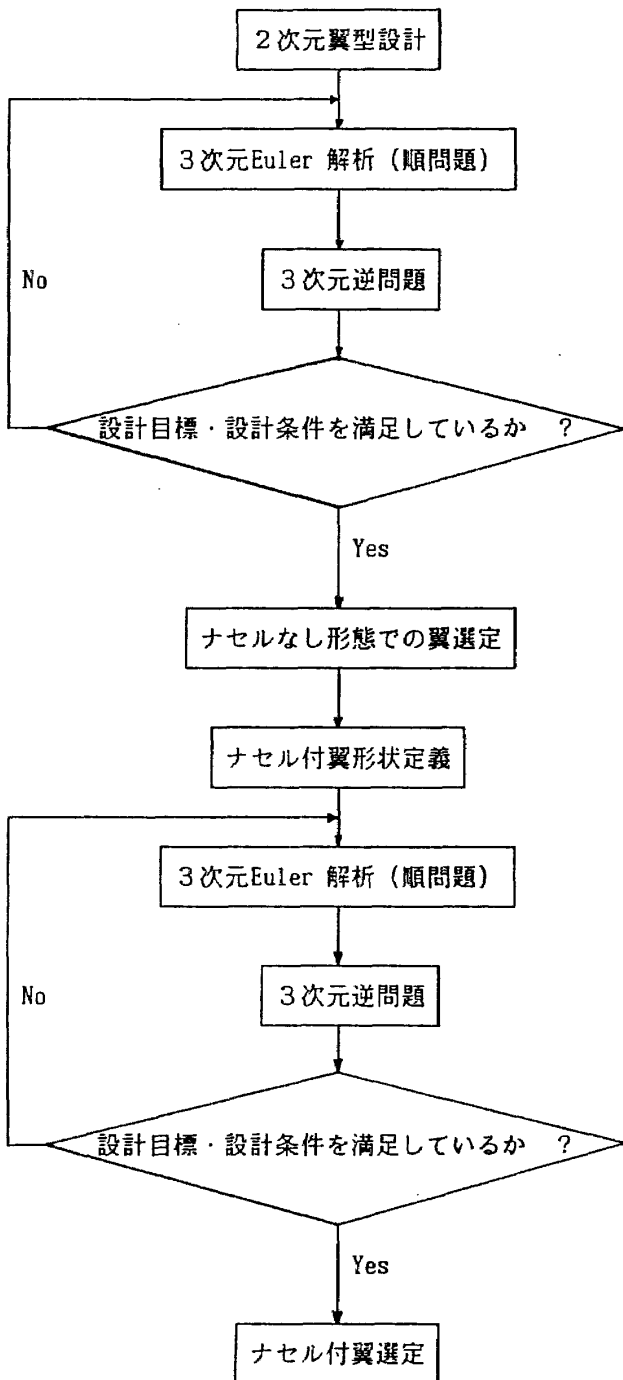 ２次元翼型設計
３次元Euler 解析（順問題）
３次元逆問題
No
設計目標・設計条件を満足しているか　？
Yes
ナセルなし形態での翼選定
ナセル付翼形状定義
３次元Euler 解析（順問題）
３次元逆問題
No
設計目標・設計条件を満足しているか　？
Yes
ナセル付翼選定